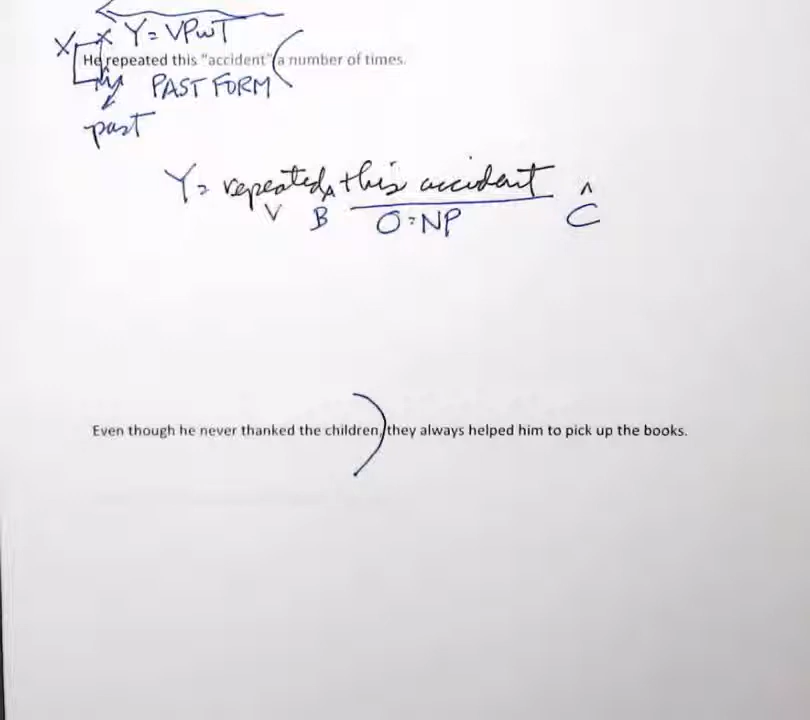 X x Y= VPwT
He repeated this "accident" a number of times.
PAST FORM
past
Y= repeated this accident ^
V B O=NP C
Even though he never thanked the children, they always helped him to pick up the books.